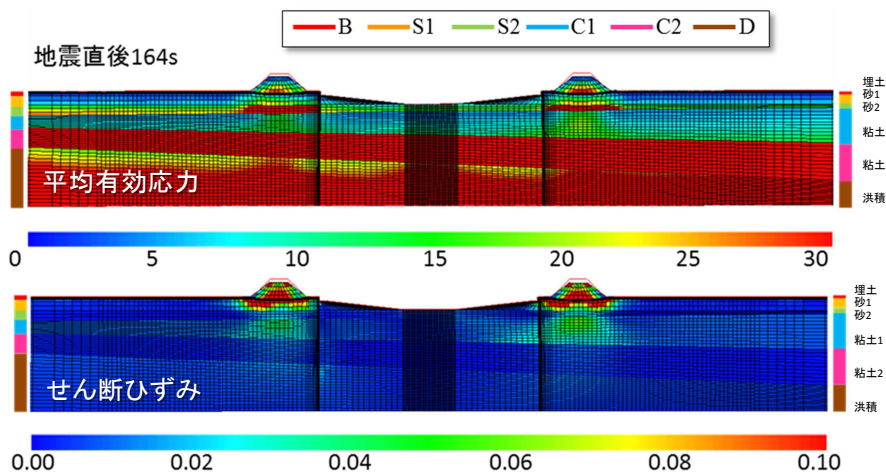 B S1 S2 C1 C2 D
地震直後164s
埋土
砂1
砂2
粘土
粘土
洪積
平均有効応力
0 5 10 15 20 25 30
埋土
砂1
砂2
粘土1
粘土2
洪積
せん断ひずみ
0.00 0.02 0.04 0.06 0.08 0.10